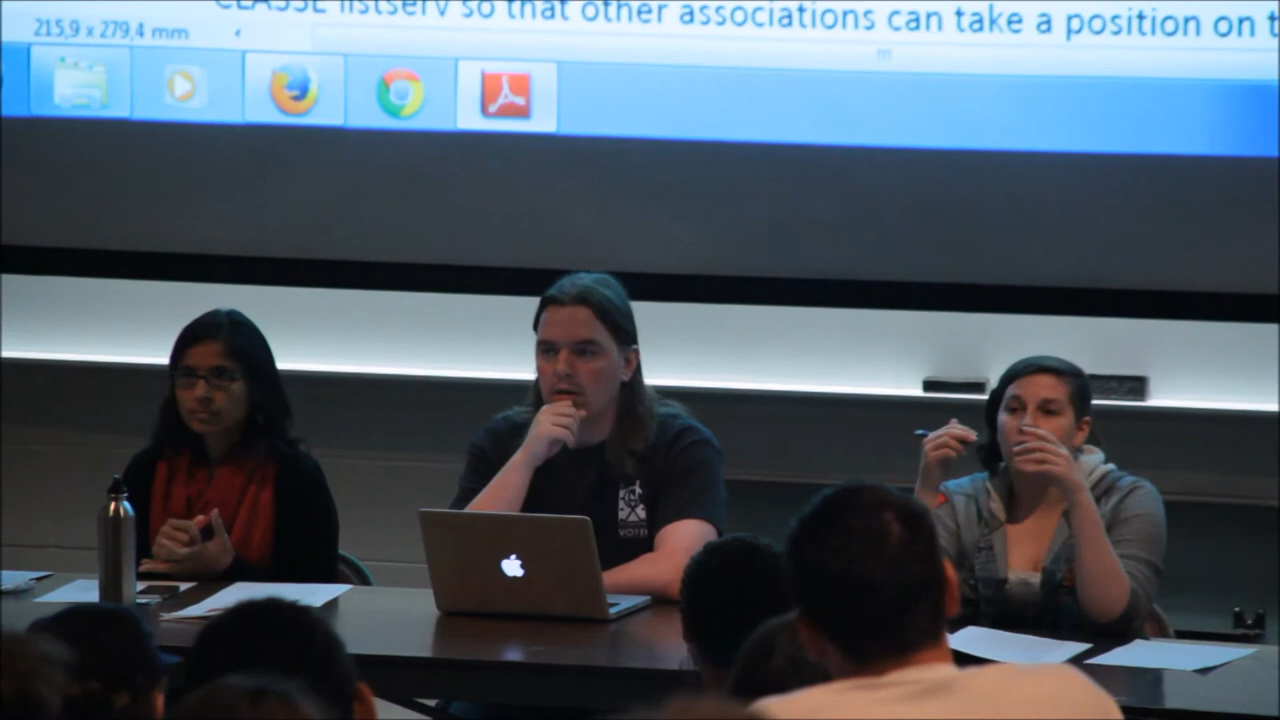 CLASSE listserv so that other associations can take a position on t
215,9 x 279,4 mm
VOTE!